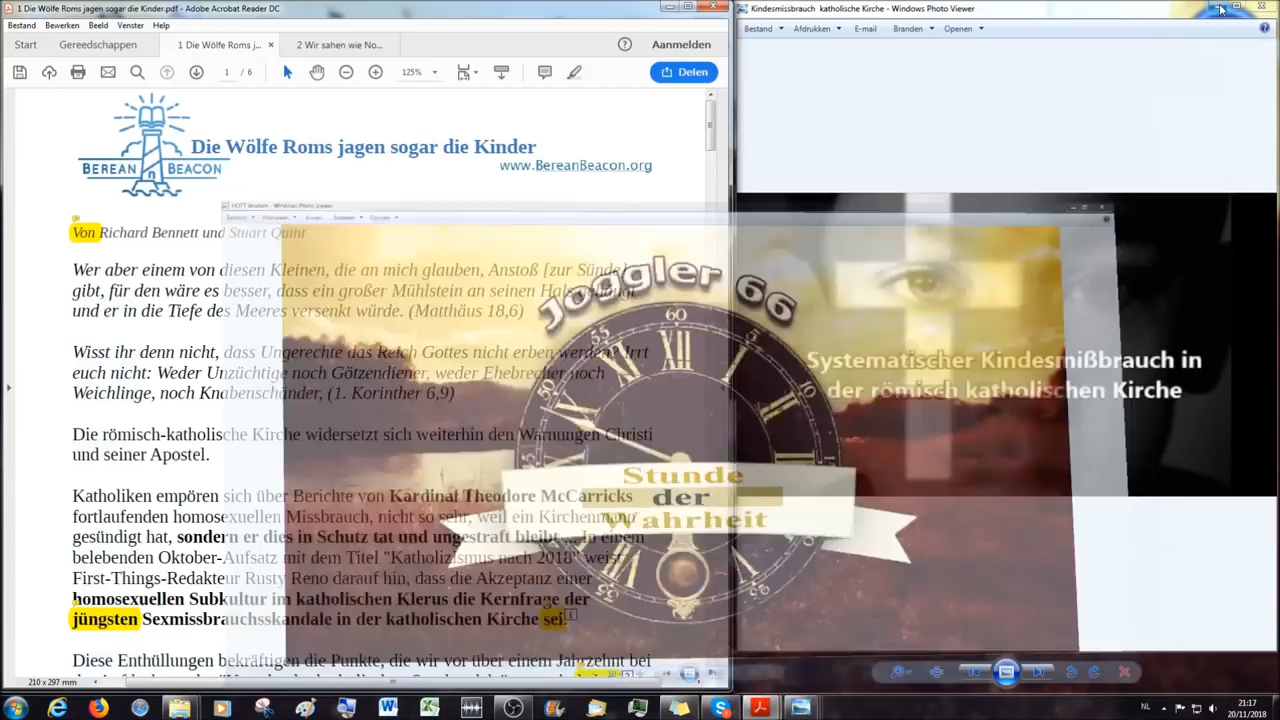 1 Die Wölfe Roms jagen sogar die Kinder.pdf - Adobe Acrobat Reader DC
Bestand Bewerken Beeld Venster Help
Start Gereedschappen 1 Die Wölfe Roms j... × 2 Wir sahen wie No...
Aanmelden
1 / 6
125%
Delen
BEREAN BEACON
Die Wölfe Roms jagen sogar die Kinder
www.BereanBeacon.org
Von Richard Bennett und Stuart Quint
Wer aber einem von diesen Kleinen, die an mich glauben, Anstoß [zur Sünde]
gibt, für den wäre es besser, dass ein großer Mühlstein an seinen Hals gehängt
und er in die Tiefe des Meeres versenkt würde. (Matthäus 18,6)
Wisst ihr denn nicht, dass Ungerechte das Reich Gottes nicht erben werden? Irrt
euch nicht: Weder Unzüchtige noch Götzendiener, weder Ehebrecher noch
Weichlinge, noch Knabenschänder, (1. Korinther 6,9)
Die römisch-katholische Kirche widersetzt sich weiterhin den Warnungen Christi
und seiner Apostel.
Katholiken empören sich über Berichte von Kardinal Theodore McCarricks
fortlaufenden homosexuellen Missbrauch, nicht so sehr, weil ein Kirchenmann
gesündigt hat, sondern er dies in Schutz tat und ungestraft bleibt ... In einem
belebenden Oktober-Aufsatz mit dem Titel "Katholizismus nach 2018" weist
First-Things-Redakteur Rusty Reno darauf hin, dass die Akzeptanz einer
homosexuellen Subkultur im katholischen Klerus die Kernfrage der
jüngsten Sexmissbrauchsskandale in der katholischen Kirche sei.
Diese Enthüllungen bekräftigen die Punkte, die wir vor über einem Jahrzehnt bei
210 x 297 mm
Kindesmissbrauch katholische Kirche - Windows Photo Viewer
Bestand Afdrukken E-mail Branden Openen
Systematischer Kindesmißbrauch in
der römisch katholischen Kirche
Joggler 66
60
55
5
10
XII
Stunde
der
Wahrheit
NL
21:17
20/11/2018